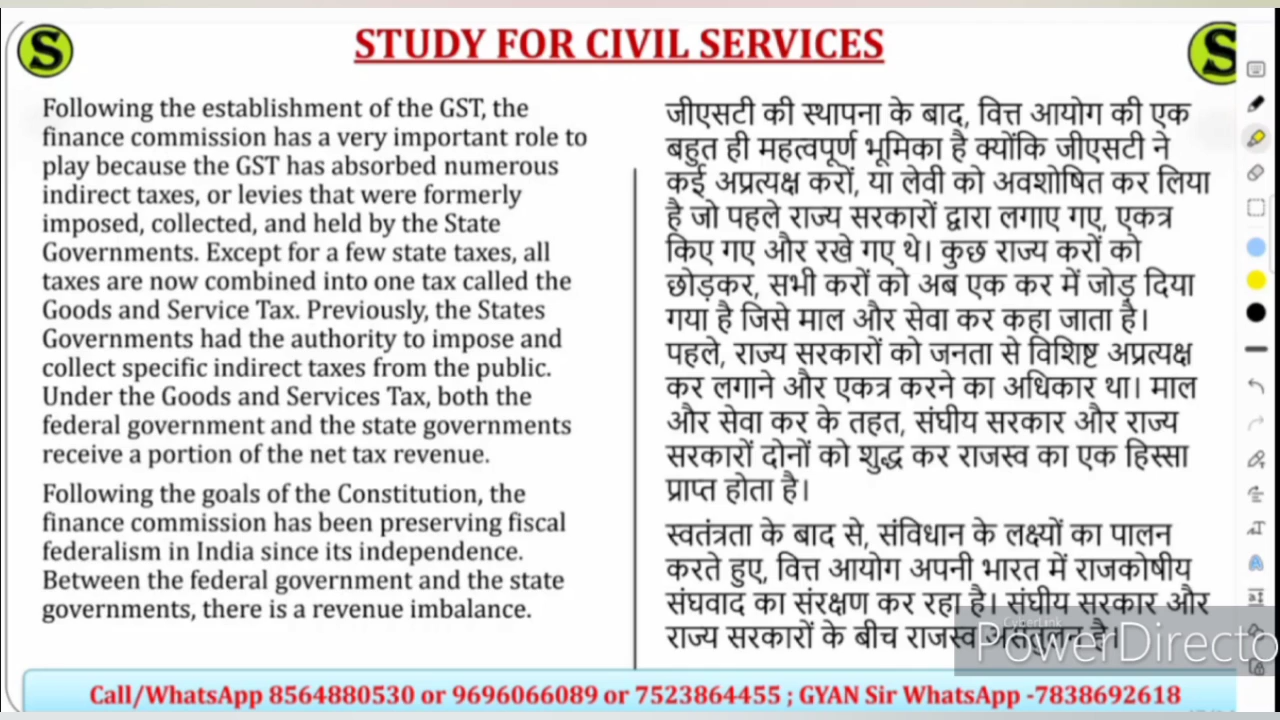 S
STUDY FOR CIVIL SERVICES
S
Following the establishment of the GST, the
finance commission has a very important role to
play because the GST has absorbed numerous
indirect taxes, or levies that were formerly
imposed, collected, and held by the State
Governments. Except for a few state taxes, all
taxes are now combined into one tax called the
Goods and Service Tax. Previously, the States
Governments had the authority to impose and
collect specific indirect taxes from the public.
Under the Goods and Services Tax, both the
federal government and the state governments
receive a portion of the net tax revenue.
Following the goals of the Constitution, the
finance commission has been preserving fiscal
federalism in India since its independence.
Between the federal government and the state
governments, there is a revenue imbalance.
जीएसटी की स्थापना के बाद, वित्त आयोग की एक
बहुत ही महत्वपूर्ण भूमिका है क्योंकि जीएसटी ने
कई अप्रत्यक्ष करों, या लेवी को अवशोषित कर लिया
है जो पहले राज्य सरकारों द्वारा लगाए गए, एकत्र
किए गए और रखे गए थे। कुछ राज्य करों को
छोड़कर, सभी करों को अब एक कर में जोड़ दिया
गया है जिसे माल और सेवा कर कहा जाता है।
पहले, राज्य सरकारों को जनता से विशिष्ट अप्रत्यक्ष
कर लगाने और एकत्र करने का अधिकार था। माल
और सेवा कर के तहत, संघीय सरकार और राज्य
सरकारों दोनों को शुद्ध कर राजस्व का एक हिस्सा
प्राप्त होता है।
स्वतंत्रता के बाद से, संविधान के लक्ष्यों का पालन
करते हुए, वित्त आयोग अपनी भारत में राजकोषीय
संघवाद का संरक्षण कर रहा है। संघीय सरकार और
राज्य सरकारों के बीच राजस्व असंतुलन है।
CyberLink
PowerDirecto
Call/WhatsApp 8564880530 or 9696066089 or 7523864455 ; GYAN Sir WhatsApp -7838692618